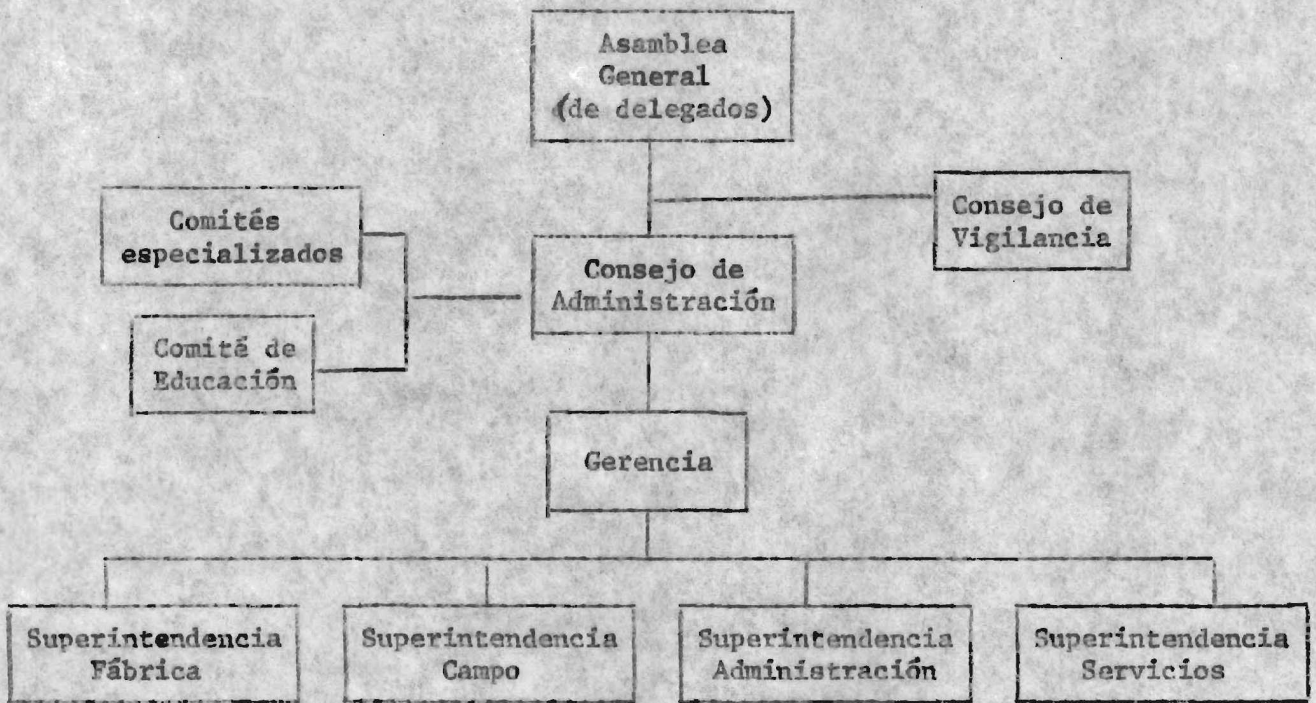 Asamblea
General
(de delegados)
Comités
especializados
Consejo de
Vigilancia
Consejo de
Administración
Comité de
Educación
Gerencia
Superintendencia
Fábrica
Superintendencia
Campo
Superintendencia
Administración
Superintendencia
Servicios